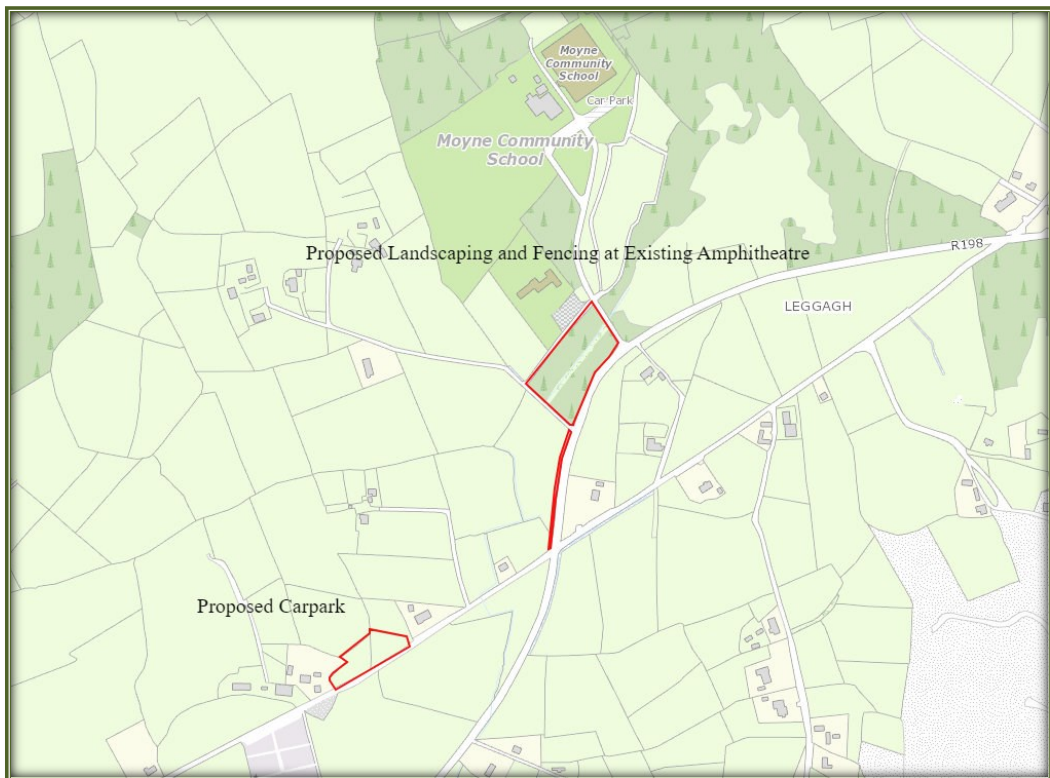 Moyne
Community
School
Car Park
Moyne Community
School
R198
Proposed Landscaping and Fencing at Existing Amphitheatre
LEGGAGH
Proposed Carpark